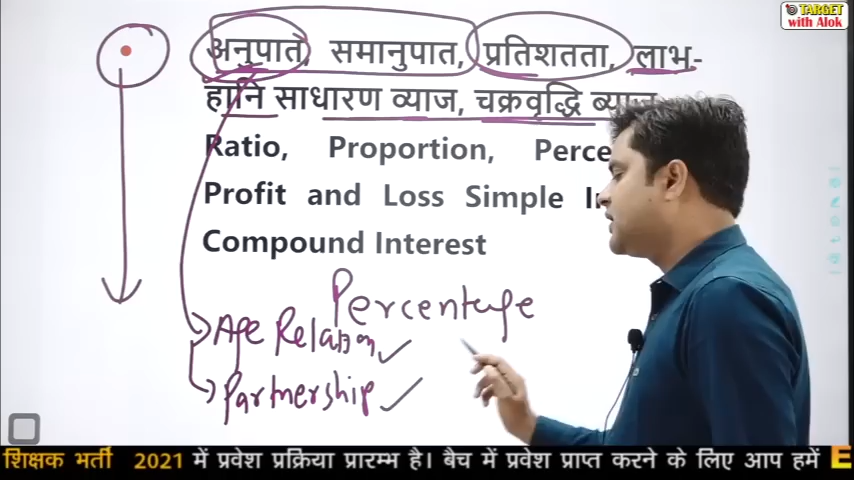 TARGET
with Alok
अनुपात, समानुपात, प्रतिशतता, लाभ-
हानि साधारण व्याज, चक्रवृद्धि ब्याज
Ratio, Proportion,
Profit and Loss Simple
Compound Interest
Percentage
Age Relation
Partnership
शिक्षक भर्ती 2021 में प्रवेश प्रक्रिया प्रारम्भ है। बैच में प्रवेश प्राप्त करने के लिए आप हमें E